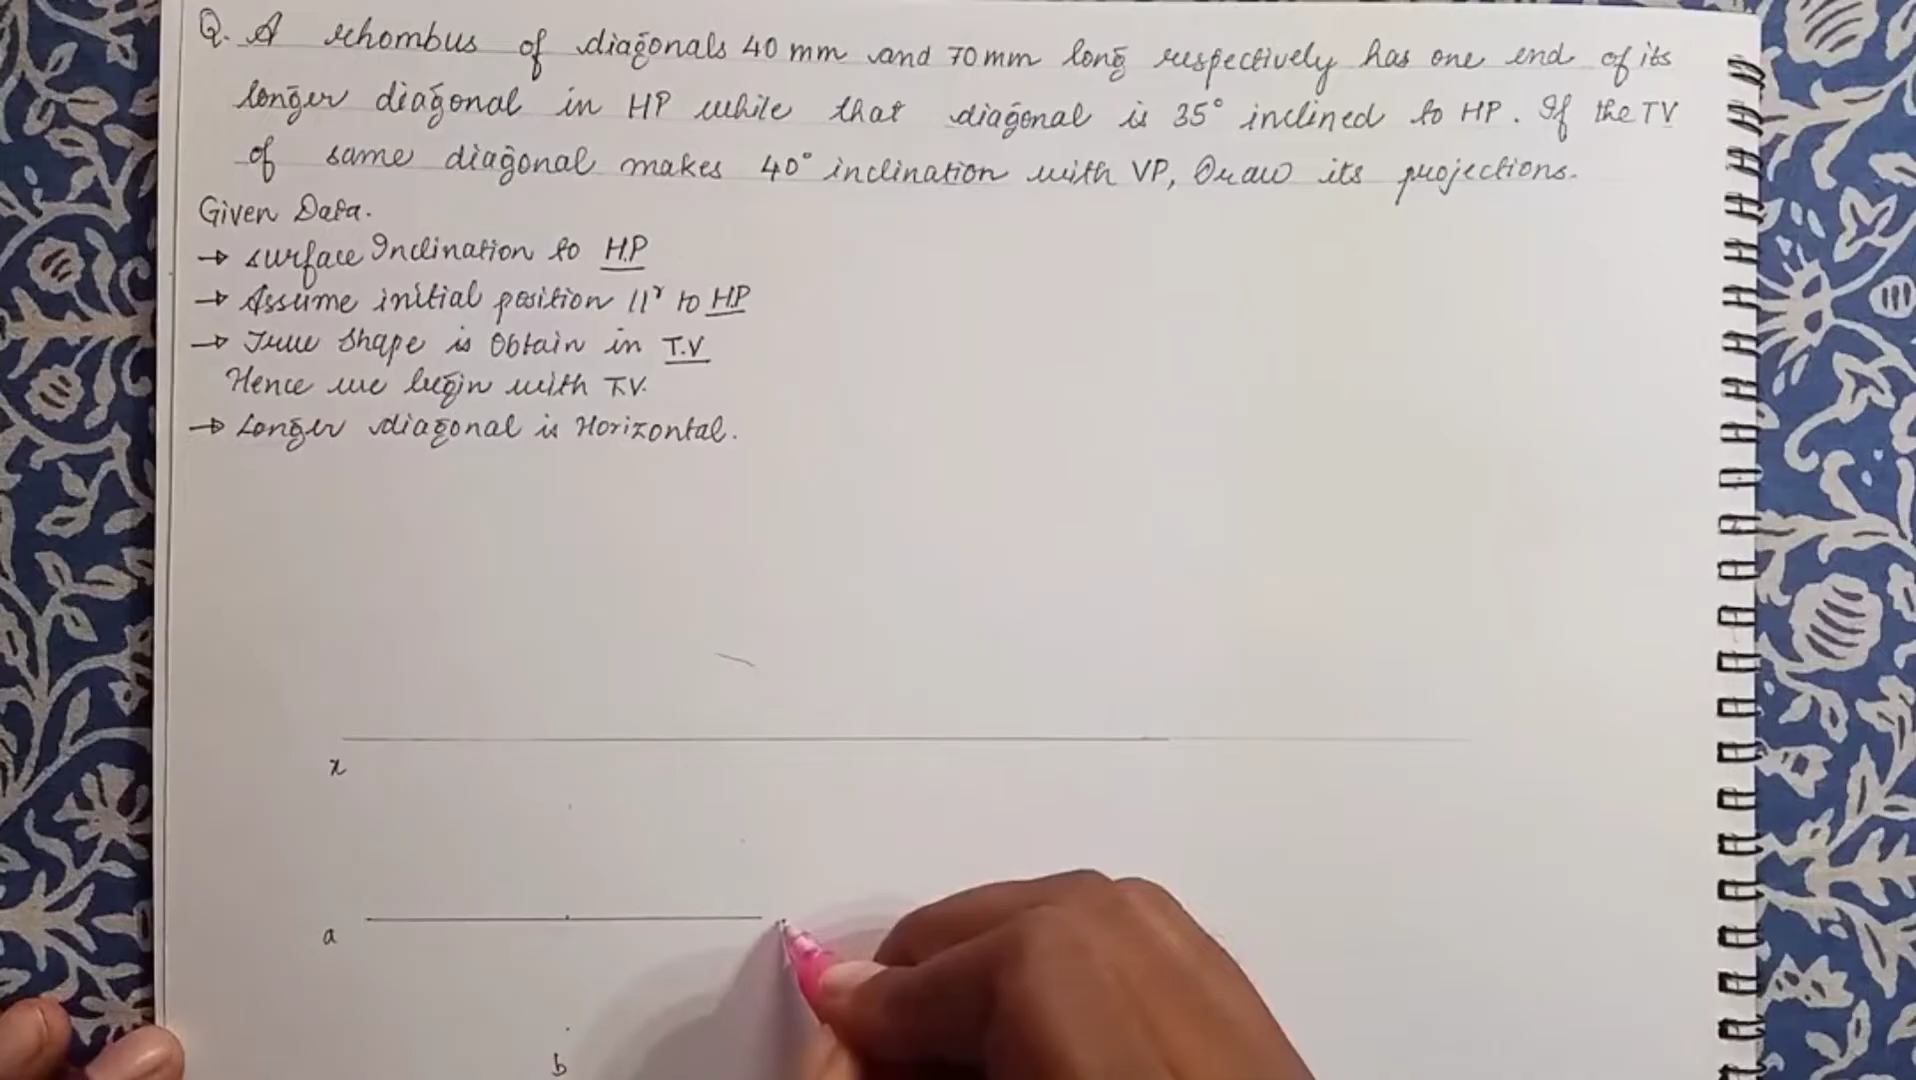 Q. A rhombus of diagonals 40 mm and 70 mm long respectively has one end of its
longer diagonal in HP while that diagonal is 35° inclined to HP. If the TV
of same diagonal makes 40° inclination with VP, Draw its projections.
Given Data.
→ surface Inclination to H.P
→ Assume initial position llʳ to HP
→ True shape is Obtain in T.V
Hence we begin with T.V.
→ Longer diagonal is Horizontal.
x
a
b